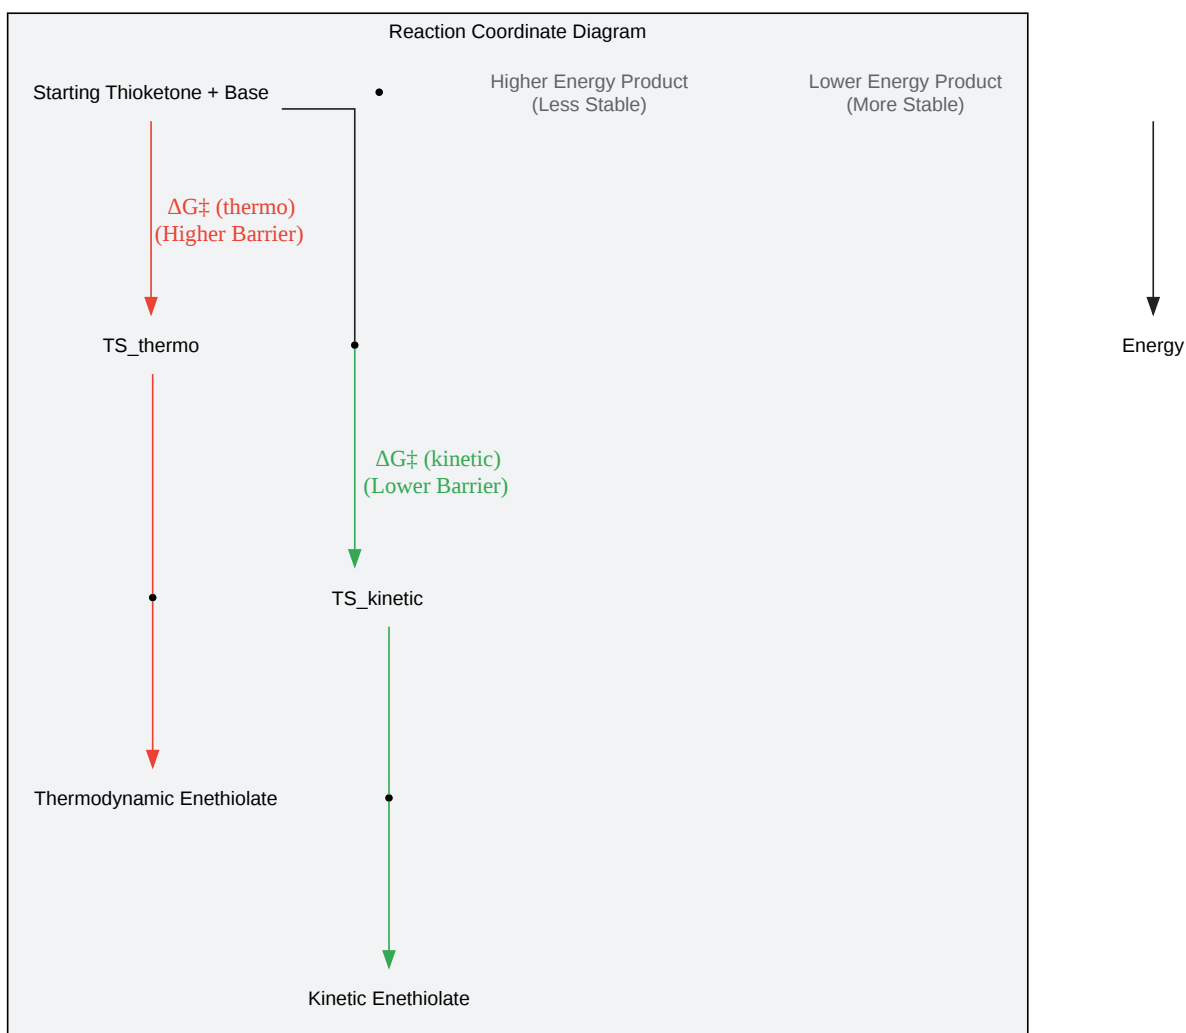 Reaction Coordinate Diagram
Starting Thioketone + Base
Higher Energy Product
(Less Stable)
Lower Energy Product
(More Stable)
ΔG‡ (thermo)
(Higher Barrier)
TS_thermo
Energy
ΔG‡ (kinetic)
(Lower Barrier)
TS_kinetic
Thermodynamic Enethiolate
Kinetic Enethiolate